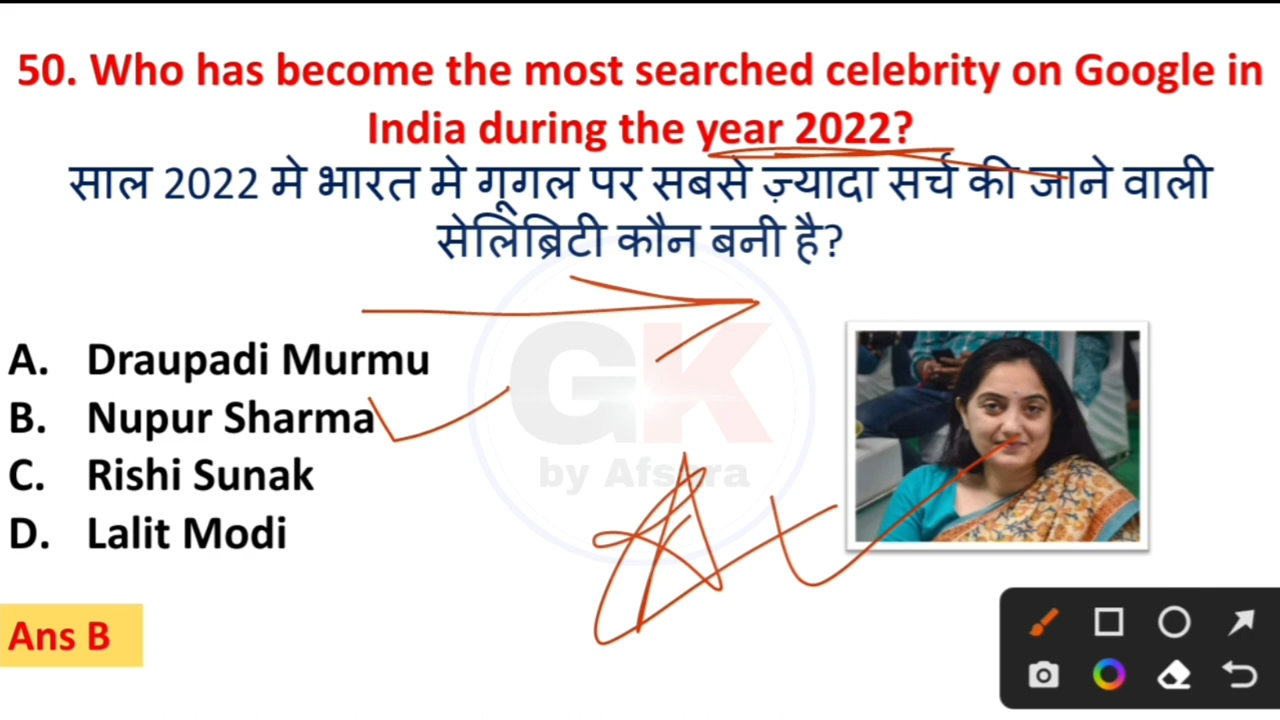 50. Who has become the most searched celebrity on Google in
India during the year 2022?
साल 2022 मे भारत मे गूगल पर सबसे ज़्यादा सर्च की जाने वाली
सेलिब्रिटी कौन बनी है?
A. Draupadi Murmu
B. Nupur Sharma
C. Rishi Sunak
D. Lalit Modi
GK
Ans B